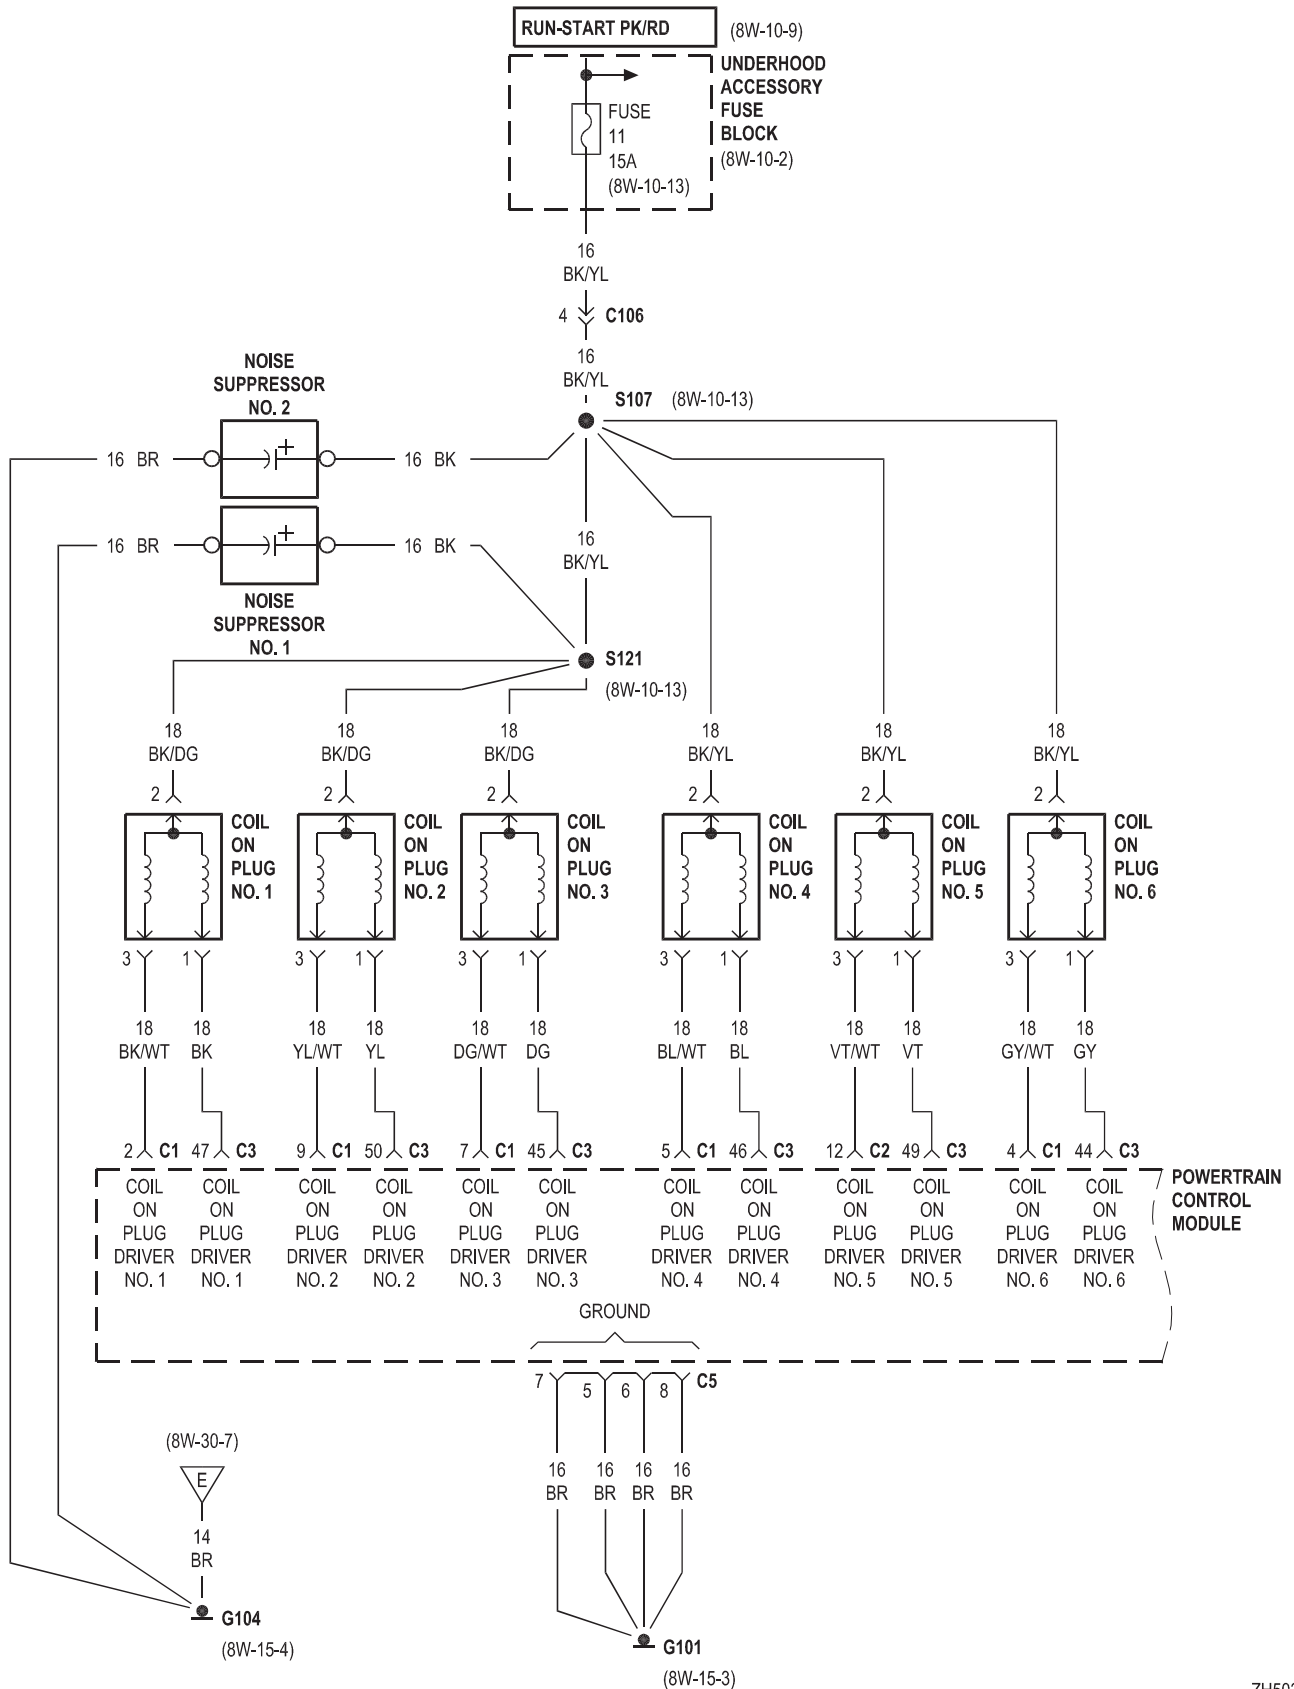 RUN-START PK/RD
(8W-10-9)
UNDERHOOD
ACCESSORY
FUSE
BLOCK
(8W-10-2)
FUSE
11
15A
(8W-10-13)
16
BK/YL
4
C106
16
BK/YL
S107 (8W-10-13)
NOISE
SUPPRESSOR
NO. 2
16 BR
+
16 BK
16 BR
+
16 BK
16
BK/YL
NOISE
SUPPRESSOR
NO. 1
S121
(8W-10-13)
18 18 18 18 18 18
BK/DG BK/DG BK/DG BK/YL BK/YL BK/YL
2 2 2 2 2 2
COIL
ON
PLUG
NO. 1
COIL
ON
PLUG
NO. 2
COIL
ON
PLUG
NO. 3
COIL
ON
PLUG
NO. 4
COIL
ON
PLUG
NO. 5
COIL
ON
PLUG
NO. 6
3 1 3 1 3 1 3 1 3 1 3 1
18 18 18 18 18 18 18 18 18 18 18 18
BK/WT BK YL/WT YL DG/WT DG BL/WT BL VT/WT VT GY/WT GY
2 C1 47 C3 9 C1 50 C3 7 C1 45 C3 5 C1 46 C3 12 C2 49 C3 4 C1 44 C3
POWERTRAIN
CONTROL
MODULE
COIL COIL COIL COIL COIL COIL COIL COIL COIL COIL COIL COIL
ON ON ON ON ON ON ON ON ON ON ON ON
PLUG PLUG PLUG PLUG PLUG PLUG PLUG PLUG PLUG PLUG PLUG PLUG
DRIVER DRIVER DRIVER DRIVER DRIVER DRIVER DRIVER DRIVER DRIVER DRIVER DRIVER DRIVER
NO. 1 NO. 1 NO. 2 NO. 2 NO. 3 NO. 3 NO. 4 NO. 4 NO. 5 NO. 5 NO. 6 NO. 6
GROUND
7 5 6 8 C5
16 16 16 16
BR BR BR BR
(8W-30-7)
E
14
BR
G104
(8W-15-4)
G101
(8W-15-3)